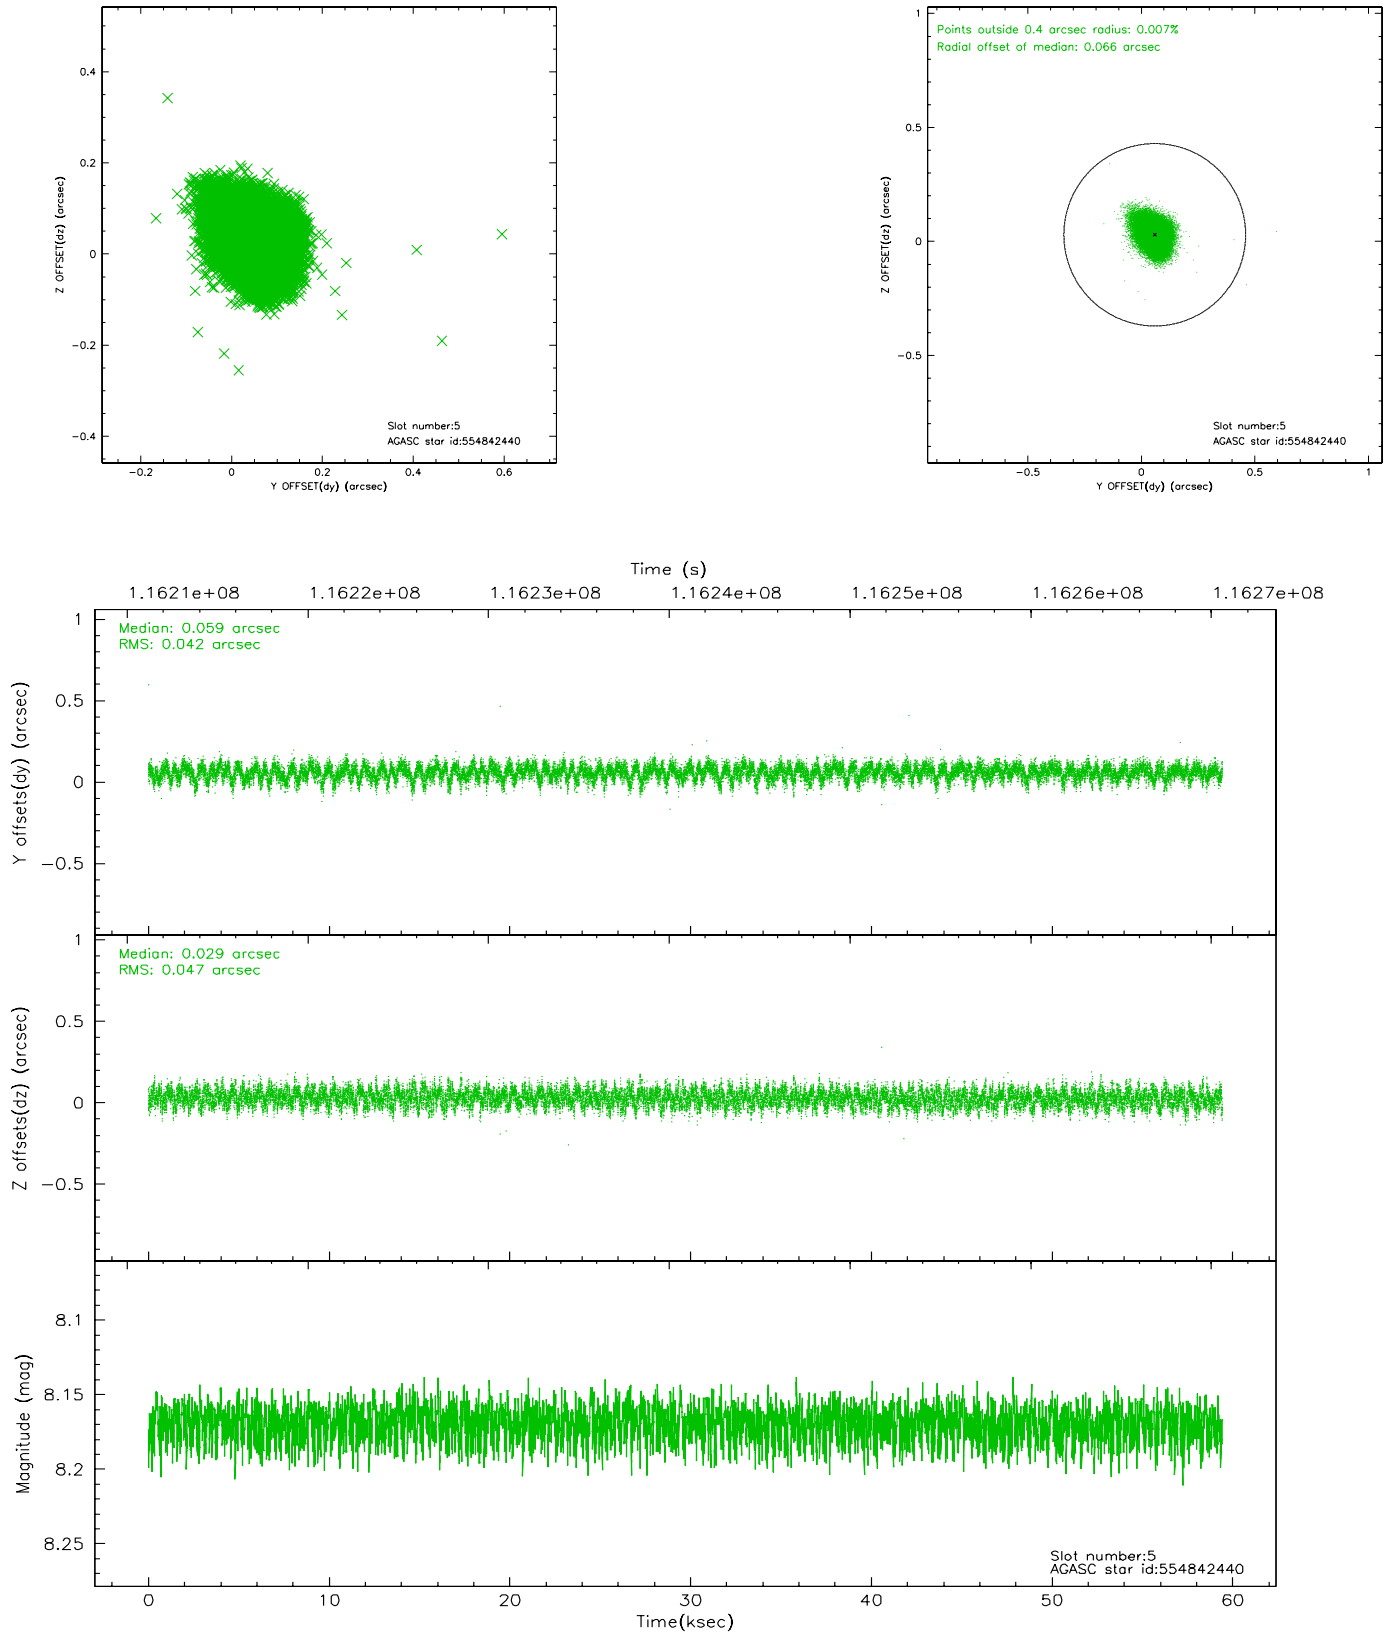 0.4
0.2
0
-0.2
-0.4
Z OFFSET(dz) (arcsec)
Slot number:5
AGASC star id:554842440
-0.2 0 0.2 0.4 0.6
Y OFFSET(dy) (arcsec)
Points outside 0.4 arcsec radius: 0.007%
Radial offset of median: 0.066 arcsec
1
0.5
0
-0.5
Z OFFSET(dz) (arcsec)
Slot number:5
AGASC star id:554842440
-0.5 0 0.5 1
Y OFFSET(dy) (arcsec)
Time (s)
1.1621e+08 1.1622e+08 1.1623e+08 1.1624e+08 1.1625e+08 1.1626e+08 1.1627e+08
Median: 0.059 arcsec
RMS: 0.042 arcsec
1
0.5
0
-0.5
Y offsets(dy) (arcsec)
Median: 0.029 arcsec
RMS: 0.047 arcsec
1
0.5
0
-0.5
Z offsets(dz) (arcsec)
8.1
8.15
8.2
8.25
Magnitude (mag)
Slot number:5
AGASC star id:554842440
0 10 20 30 40 50 60
Time(ksec)